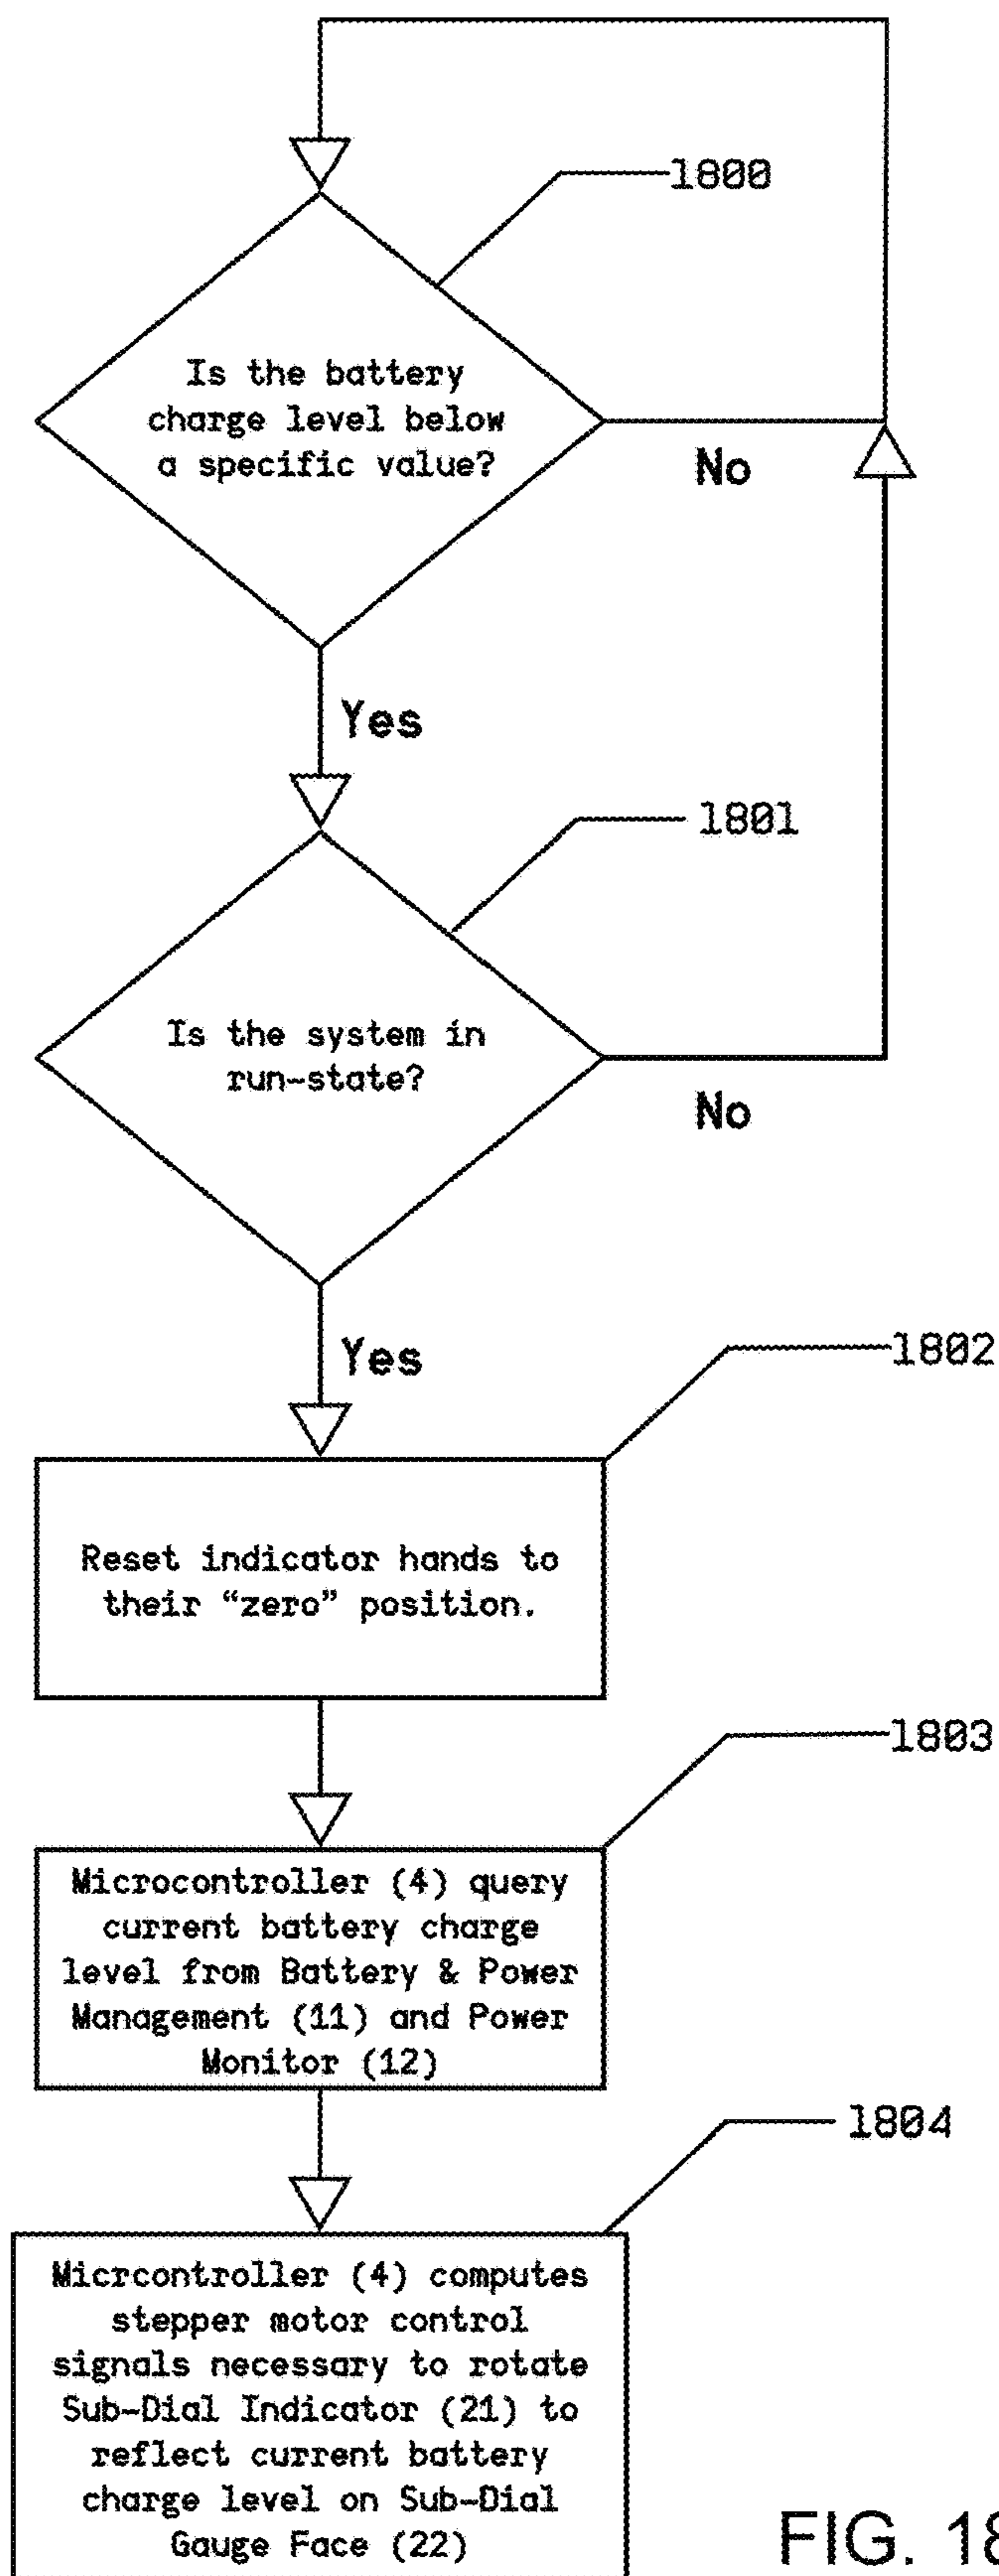 1800
Is the battery
charge level below
a specific value?
No
Yes
1801
Is the system in
run-state?
No
Yes
1802
Reset indicator hands to
their “zero” position.
1803
Microcontroller (4) query
current battery charge
level from Battery & Power
Management (11) and Power
Monitor (12)
1804
Micrcontroller (4) computes
stepper motor control
signals necessary to rotate
Sub-Dial Indicator (21) to
reflect current battery
charge level on Sub-Dial
Gauge Face (22)
FIG. 18